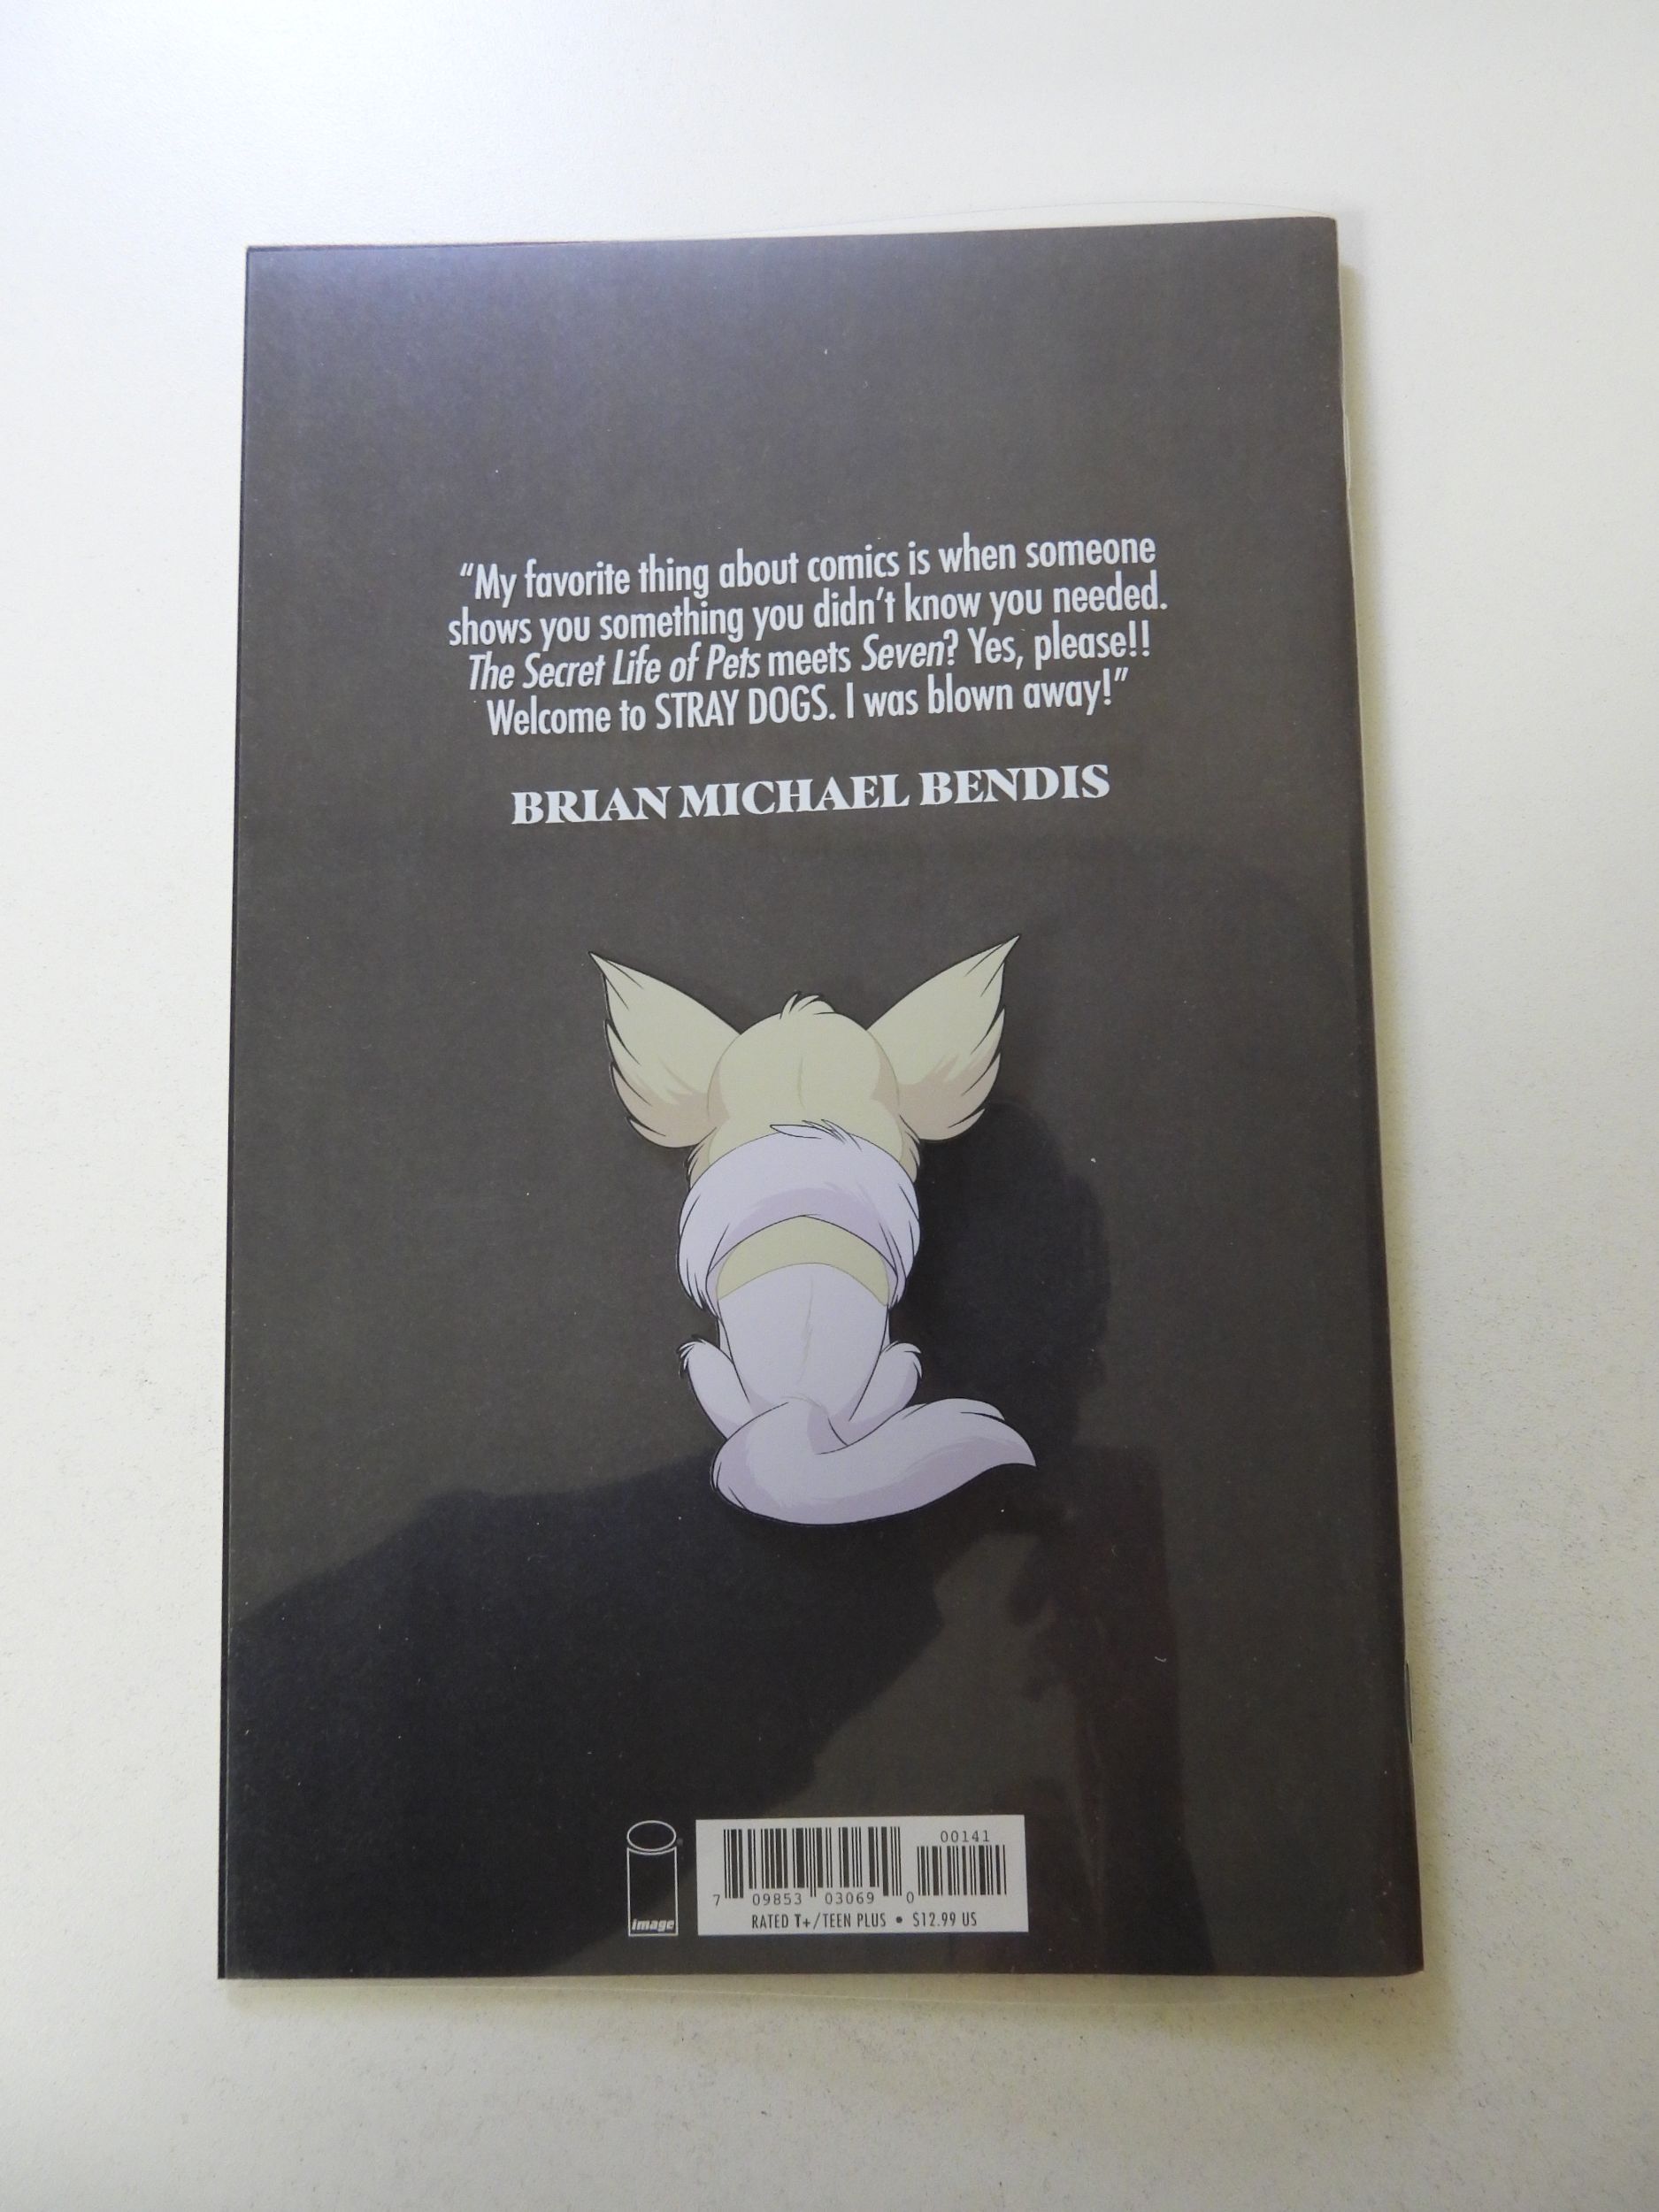 “My favorite thing about comics is when someone
shows you something you didn’t know you needed.
The Secret Life of Pets meets Seven? Yes, please!!
Welcome to STRAY DOGS. I was blown away!”
BRIAN MICHAEL BENDIS
image
®
00141
7 09853 03069 0
RATED T+/TEEN PLUS • $12.99 US